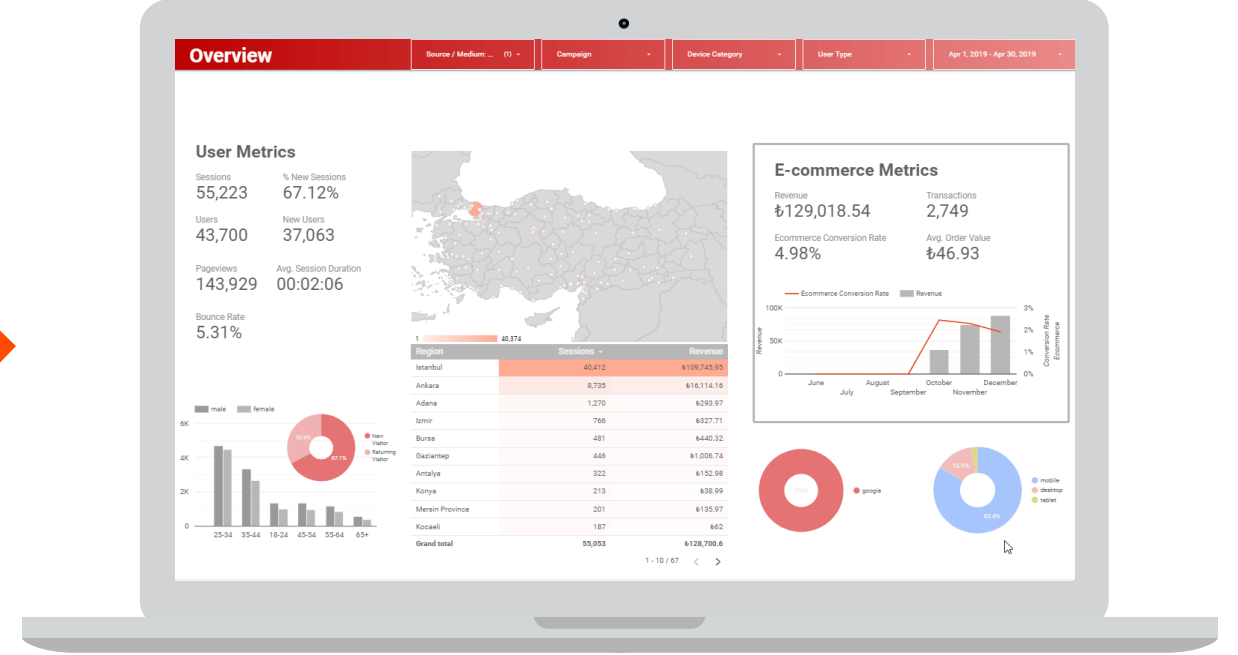 Overview
Source / Medium: ... (1)
Campaign
Device Category
User Type
Apr 1, 2019 - Apr 30, 2019
User Metrics
Sessions
55,223
% New Sessions
67.12%
Users
43,700
New Users
37,063
Pageviews
143,929
Avg. Session Duration
00:02:06
Bounce Rate
5.31%
male
female
6K
4K
2K
0
25-34 35-44 18-24 45-54 55-64 65+
67.1%
New
Visitor
Returning
Visitor
1
40,374
Region Sessions Revenue
Istanbul 40,412 ₺109,745.95
Ankara 8,735 ₺16,114.16
Adana 1,270 ₺293.97
Izmir 766 ₺327.71
Bursa 481 ₺440.32
Gaziantep 446 ₺1,006.74
Antalya 322 ₺152.98
Konya 213 ₺38.99
Mersin Province 201 ₺135.97
Kocaeli 187 ₺62
Grand total 55,053 ₺128,700.6
1 - 10 / 67
E-commerce Metrics
Revenue
₺129,018.54
Transactions
2,749
Ecommerce Conversion Rate
4.98%
Avg. Order Value
₺46.93
Ecommerce Conversion Rate
Revenue
100K
50K
0
Revenue
3%
2%
1%
0%
Conversion Rate
Ecommerce
June
July
August
September
October
November
December
google
83.8%
mobile
desktop
tablet